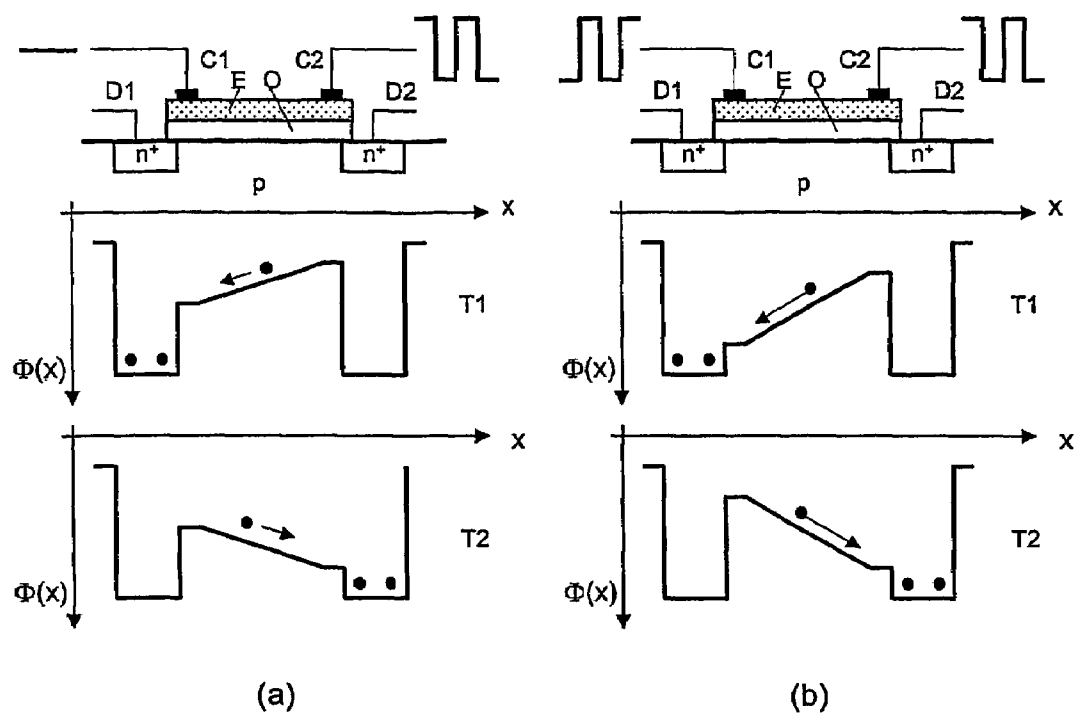 C1 C2
E O
D1 D2
n+ n+
p
x
T1
Φ(x)
x
T2
Φ(x)
(a)
C1 C2
E O
D1 D2
n+ n+
p
x
T1
Φ(x)
x
T2
Φ(x)
(b)